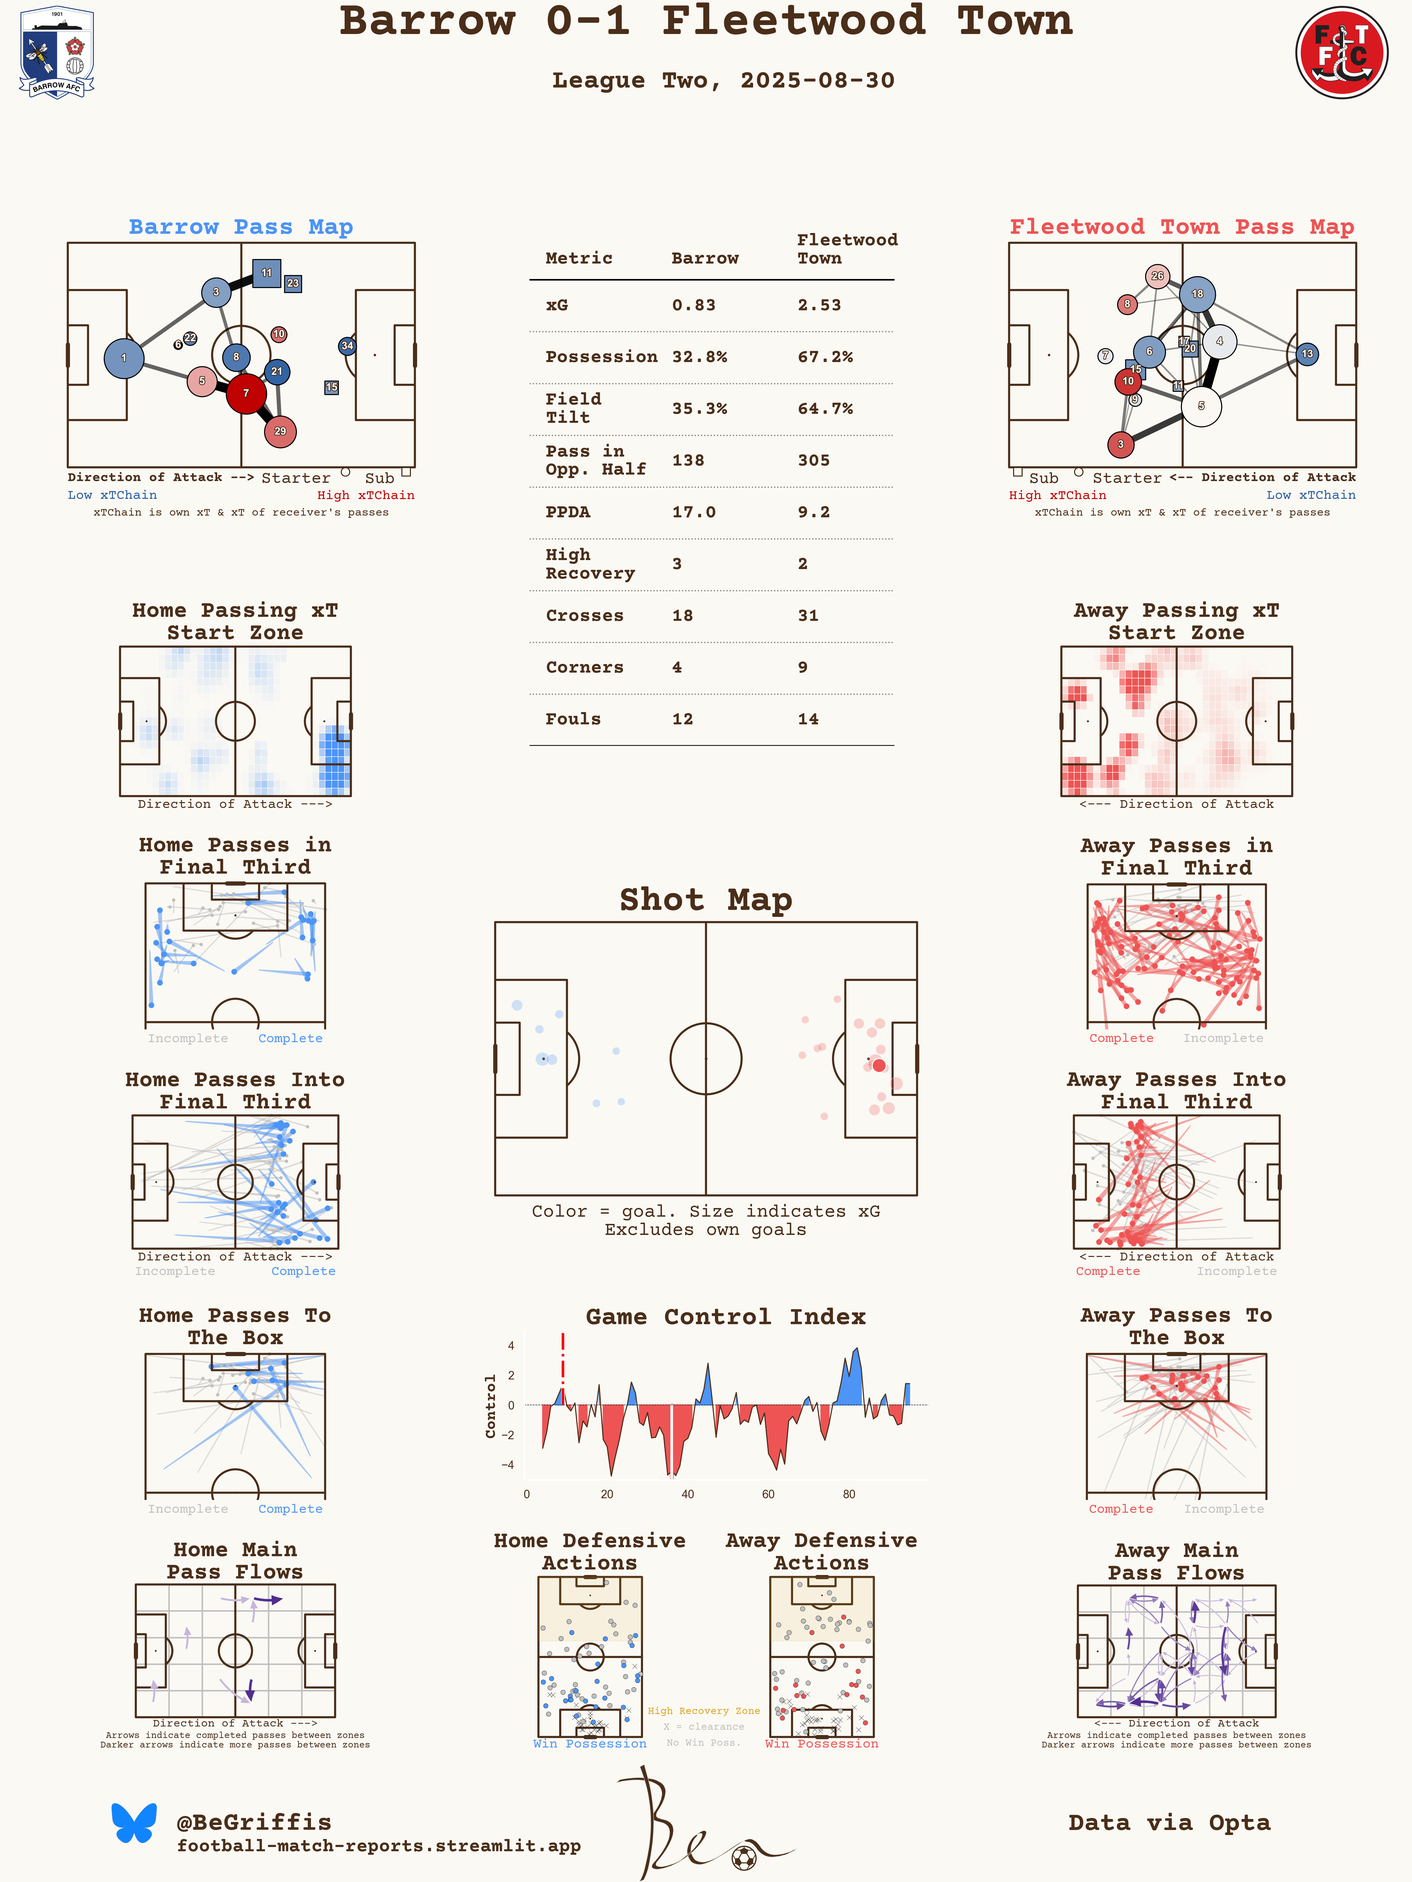 Barrow 0-1 Fleetwood Town
League Two, 2025-08-30
1901
BARROW AFC
F T
F C
Barrow Pass Map
11
23
3
10
22
6
34
8
1
21
15
5
7
29
Direction of Attack --> Starter Sub
Low xTChain High xTChain
xTChain is own xT & xT of receiver's passes
Metric Barrow Fleetwood Town
xG 0.83 2.53
Possession 32.8% 67.2%
Field Tilt 35.3% 64.7%
Pass in Opp. Half 138 305
PPDA 17.0 9.2
High Recovery 3 2
Crosses 18 31
Corners 4 9
Fouls 12 14
Fleetwood Town Pass Map
26
18
8
17
4
20
6
7
13
15
10
11
9
5
3
Sub Starter <-- Direction of Attack
High xTChain Low xTChain
xTChain is own xT & xT of receiver's passes
Home Passing xT
Start Zone
Direction of Attack --->
Away Passing xT
Start Zone
<--- Direction of Attack
Home Passes in
Final Third
Incomplete Complete
Away Passes in
Final Third
Complete Incomplete
Shot Map
Color = goal. Size indicates xG
Excludes own goals
Home Passes Into
Final Third
Direction of Attack --->
Incomplete Complete
Away Passes Into
Final Third
<--- Direction of Attack
Complete Incomplete
Home Passes To
The Box
Incomplete Complete
Game Control Index
Control
4
2
0
−2
−4
0 20 40 60 80
Away Passes To
The Box
Complete Incomplete
Home Main
Pass Flows
Direction of Attack --->
Arrows indicate completed passes between zones
Darker arrows indicate more passes between zones
Home Defensive
Actions
Win Possession
High Recovery Zone
X = clearance
No Win Poss.
Away Defensive
Actions
Win Possession
Away Main
Pass Flows
<--- Direction of Attack
Arrows indicate completed passes between zones
Darker arrows indicate more passes between zones
@BeGriffis
football-match-reports.streamlit.app
Ben
Data via Opta